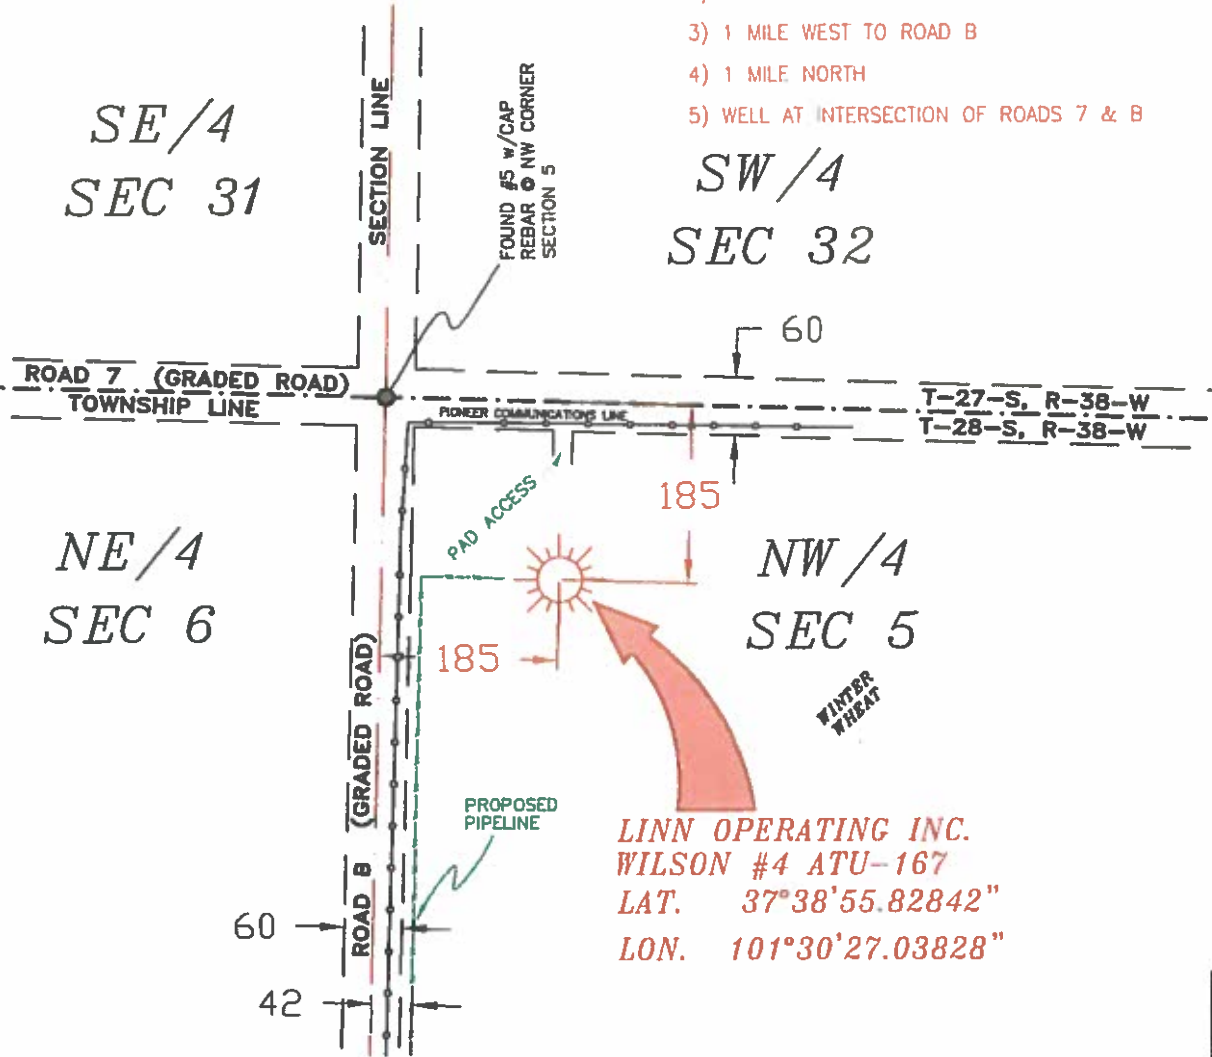 3) 1 MILE WEST TO ROAD B
4) 1 MILE NORTH
5) WELL AT INTERSECTION OF ROADS 7 & B
SE/4
SEC 31
SECTION LINE
FOUND #5 w/CAP
REBAR @ NW CORNER
SECTION 5
SW/4
SEC 32
60
ROAD 7 (GRADED ROAD)
TOWNSHIP LINE
PIONEER COMMUNICATIONS LINE
T-27-S, R-38-W
T-28-S, R-38-W
185
PAD ACCESS
NE/4
SEC 6
NW/4
SEC 5
185
WINTER
WHEAT
ROAD B (GRADED ROAD)
PROPOSED
PIPELINE
LINN OPERATING INC.
WILSON #4 ATU-167
LAT. 37°38'55.82842"
LON. 101°30'27.03828"
60
42